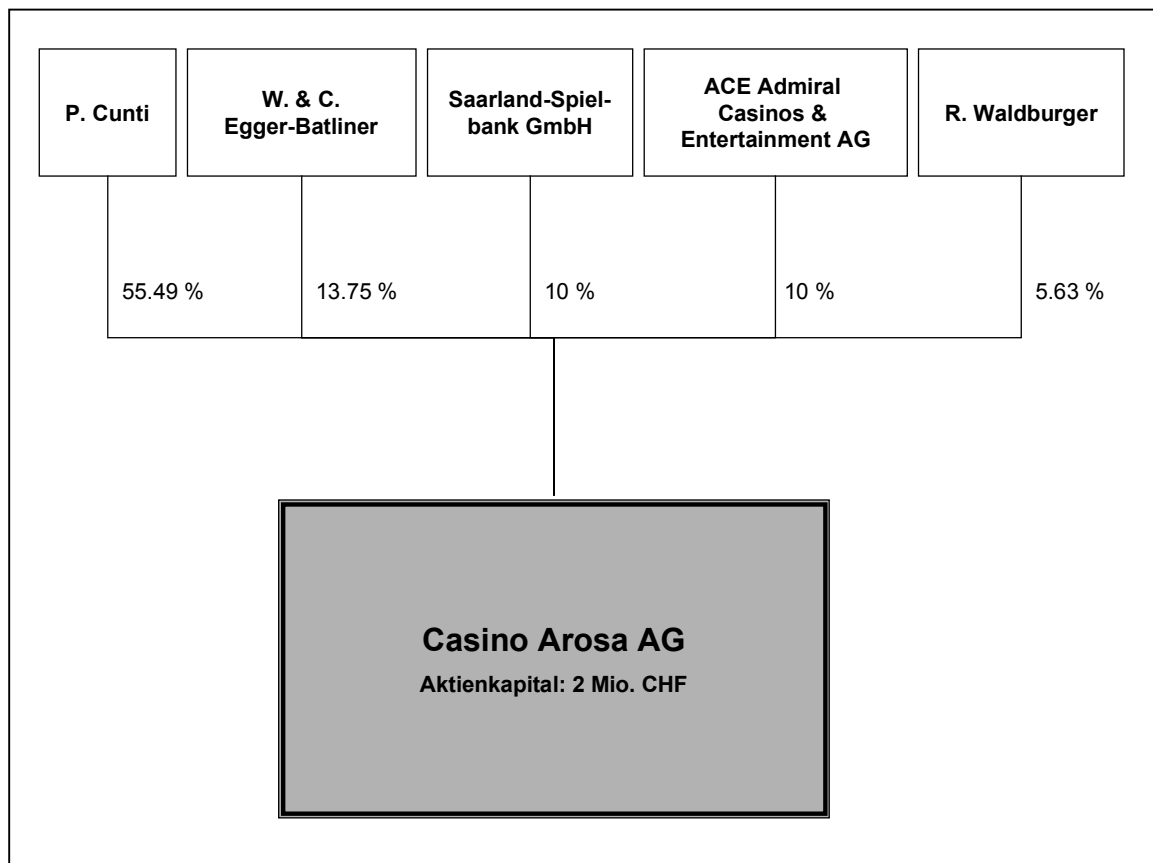 P. Cunti
W. & C.
Egger-Batliner
Saarland-Spiel-
bank GmbH
ACE Admiral
Casinos &
Entertainment AG
R. Waldburger
55.49 %
13.75 %
10 %
10 %
5.63 %
Casino Arosa AG
Aktienkapital: 2 Mio. CHF